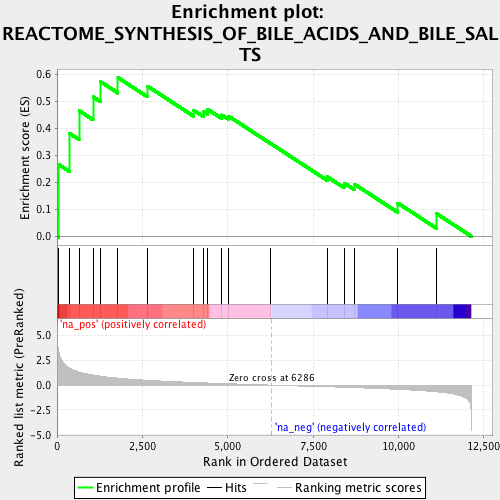 Enrichment plot:
REACTOME_SYNTHESIS_OF_BILE_ACIDS_AND_BILE_SAL
TS
Enrichment score (ES)
0.6
0.5
0.4
0.3
0.2
0.1
0.0
'na_pos' (positively correlated)
Ranked list metric (PreRanked)
5.0
2.5
0.0
-2.5
-5.0
Zero cross at 6286
'na_neg' (negatively correlated)
0
2,500
5,000
7,500
10,000
12,500
Rank in Ordered Dataset
Enrichment profile
Hits
Ranking metric scores